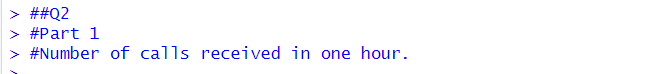 > ##Q2
> #Part 1
> #Number of calls received in one hour.
>